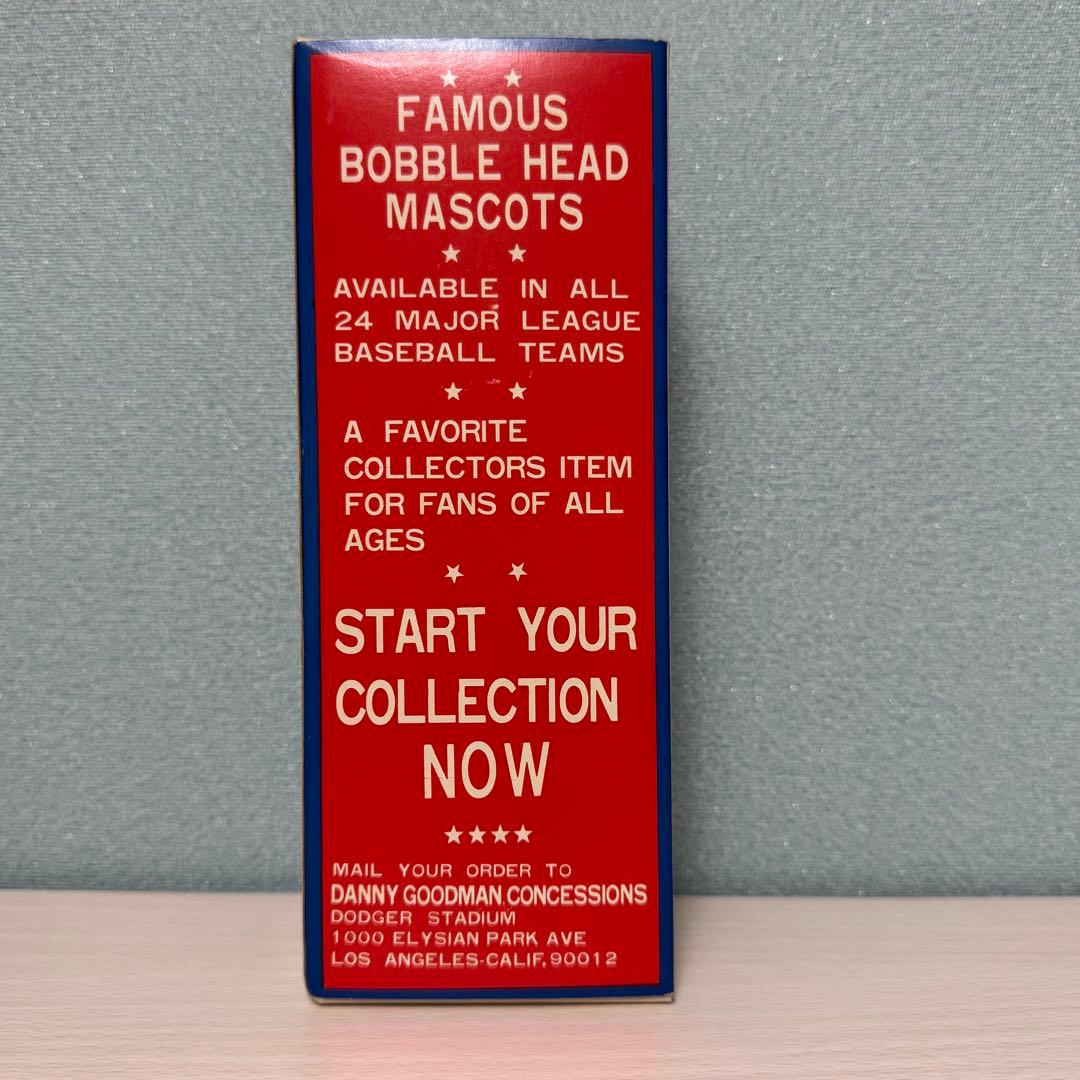 FAMOUS
BOBBLE HEAD
MASCOTS
AVAILABLE IN ALL
24 MAJOR LEAGUE
BASEBALL TEAMS
A FAVORITE
COLLECTORS ITEM
FOR FANS OF ALL
AGES
START YOUR
COLLECTION
NOW
MAIL YOUR ORDER TO
DANNY GOODMAN.CONCESSIONS
DODGER STADIUM
1000 ELYSIAN PARK AVE
LOS ANGELES-CALIF. 90012